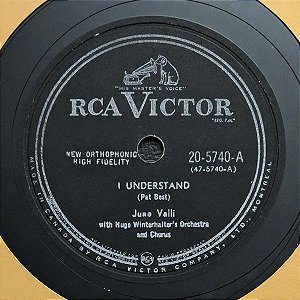 "HIS MASTER'S VOICE"
RCA VICTOR
NEW ORTHOPHONIC
HIGH FIDELITY
20-5740-A
(47-5740-A)
I UNDERSTAND
(Pat Best)
June Valli
with Hugo Winterhalter's Orchestra
and Chorus
RCA
MADE IN CANADA BY RCA VICTOR COMPANY, LTD., MONTREAL